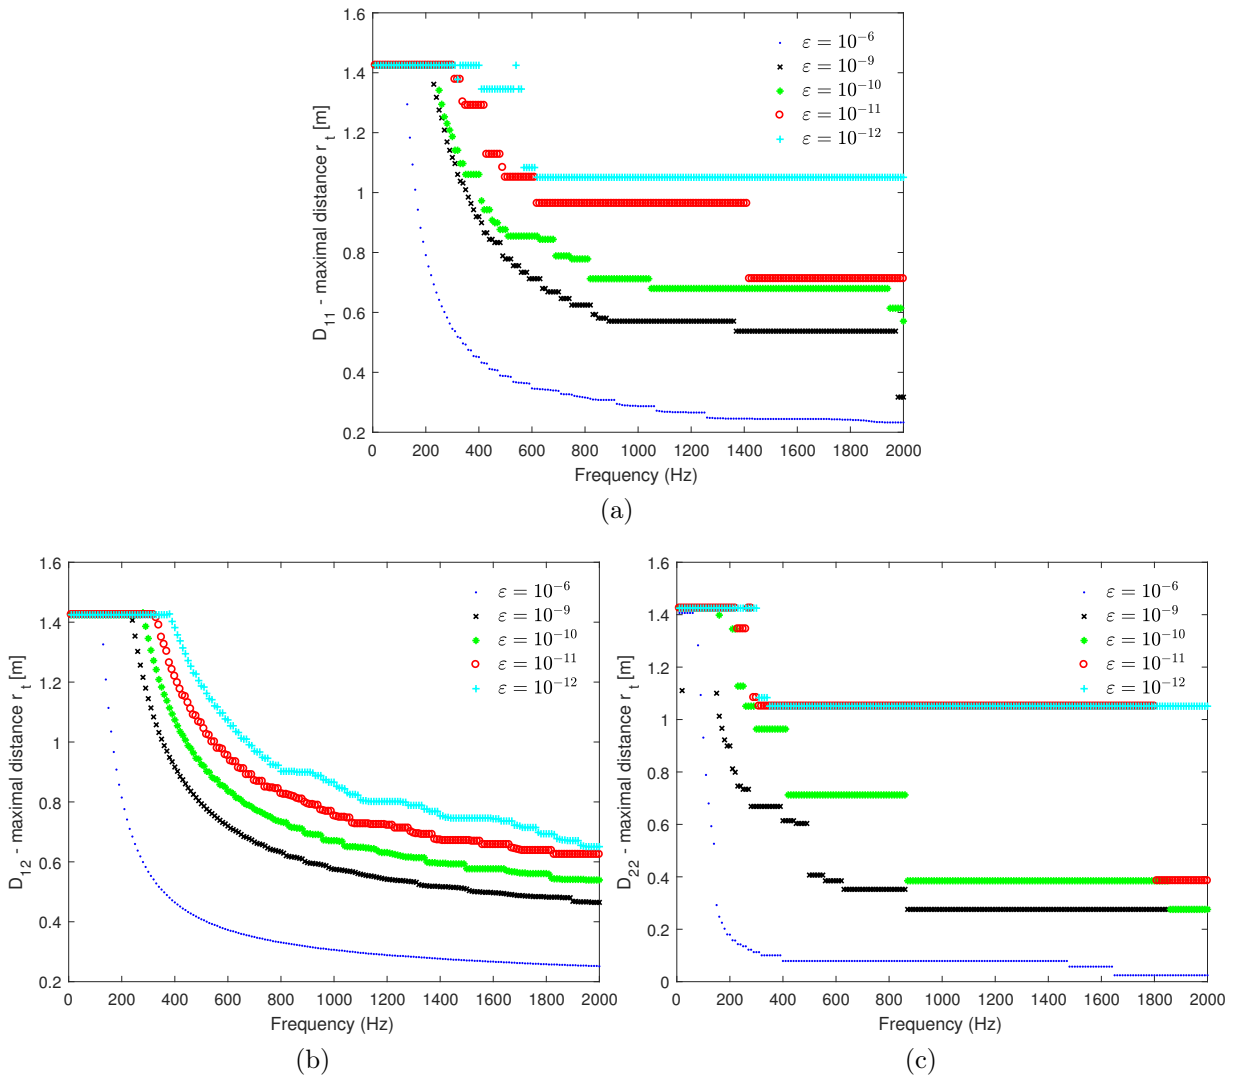 1.6
1.4
1.2
1
0.8
0.6
0.4
0.2
D₁₁ - maximal distance r_t [m]
ε = 10⁻⁶
ε = 10⁻⁹
ε = 10⁻¹⁰
ε = 10⁻¹¹
ε = 10⁻¹²
0 200 400 600 800 1000 1200 1400 1600 1800 2000
Frequency (Hz)
(a)
1.6
1.4
1.2
1
0.8
0.6
0.4
0.2
D₁₂ - maximal distance r_t [m]
ε = 10⁻⁶
ε = 10⁻⁹
ε = 10⁻¹⁰
ε = 10⁻¹¹
ε = 10⁻¹²
0 200 400 600 800 1000 1200 1400 1600 1800 2000
Frequency (Hz)
(b)
1.6
1.4
1.2
1
0.8
0.6
0.4
0.2
0
D₂₂ - maximal distance r_t [m]
ε = 10⁻⁶
ε = 10⁻⁹
ε = 10⁻¹⁰
ε = 10⁻¹¹
ε = 10⁻¹²
0 200 400 600 800 1000 1200 1400 1600 1800 2000
Frequency (Hz)
(c)